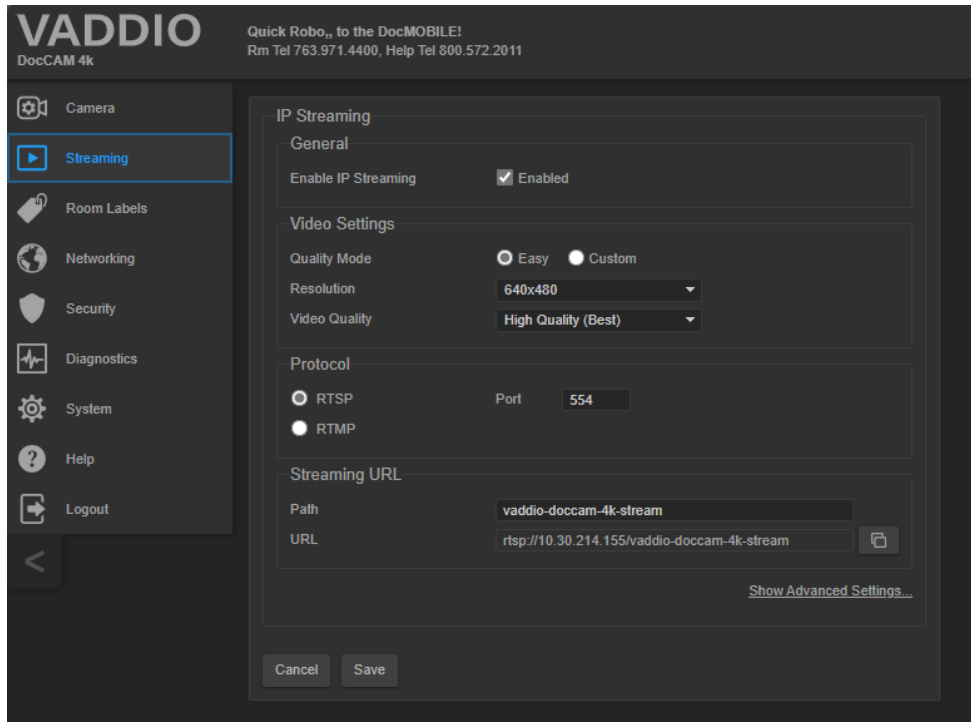 VADDIO
DocCAM 4k
Quick Robo,, to the DocMOBILE!
Rm Tel 763.971.4400, Help Tel 800.572.2011
Camera
Streaming
Room Labels
Networking
Security
Diagnostics
System
Help
Logout
<
IP Streaming
General
Enable IP Streaming Enabled
Video Settings
Quality Mode Easy Custom
Resolution 640x480
Video Quality High Quality (Best)
Protocol
RTSP Port 554
RTMP
Streaming URL
Path vaddio-doccam-4k-stream
URL rtsp://10.30.214.155/vaddio-doccam-4k-stream
Show Advanced Settings...
Cancel Save